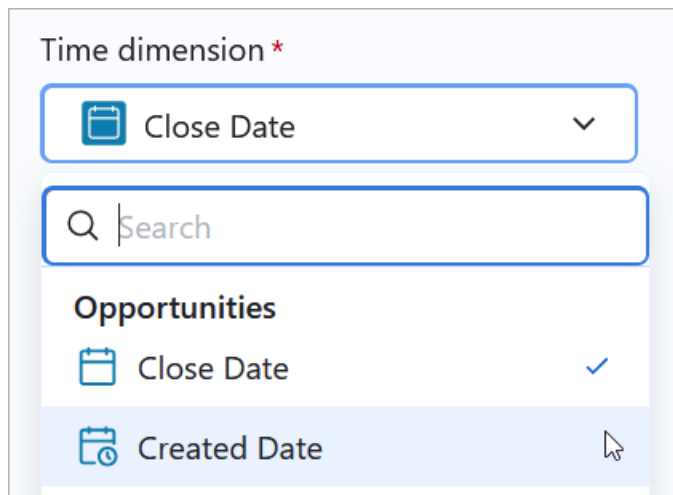 Time dimension *
Close Date
Search
Opportunities
Close Date
Created Date